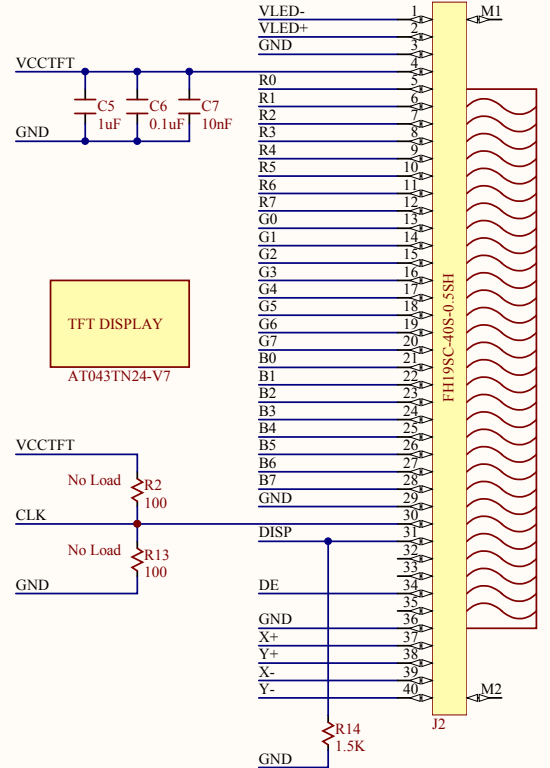 VLED- 1 M1
VLED+ 2
GND 3
VCCTFT 4
R0 5
C5 C6 C7
1uF 0.1uF 10nF
R1 6
R2 7
R3 8
GND
R4 9
R5 10
R6 11
R7 12
G0 13
G1 14
G2 15
G3 16
G4 17
G5 18
TFT DISPLAY
G6 19
G7 20
AT043TN24-V7
B0 21
B1 22
B2 23
B3 24
B4 25
VCCTFT
B5 26
B6 27
No Load R2
100
B7 28
GND 29
CLK 30
DISP 31
No Load R13
100
32
33
GND
DE 34
35
GND 36
X+ 37
Y+ 38
X- 39
Y- 40 M2
FH19SC-40S-0.5SH
J2
R14
1.5K
GND